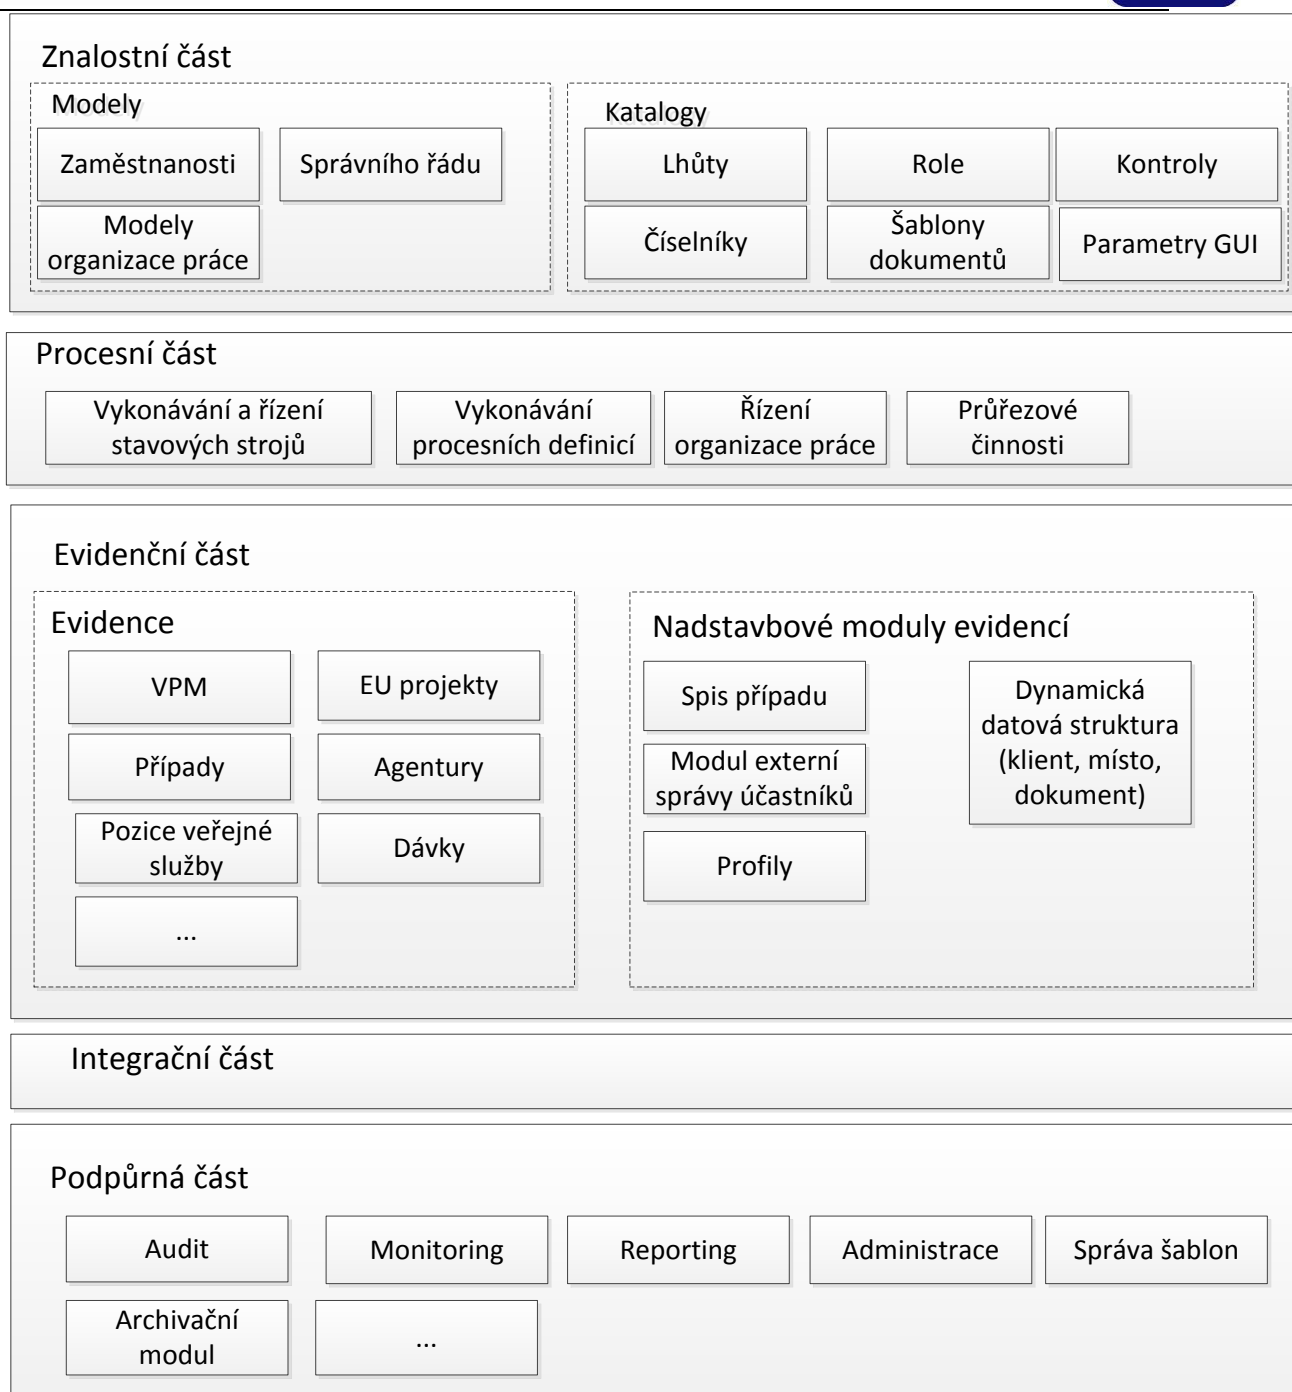 Znalostní část
Modely
Zaměstnanosti
Správního řádu
Modely
organizace práce
Katalogy
Lhůty
Role
Kontroly
Číselníky
Šablony
dokumentů
Parametry GUI
Procesní část
Vykonávání a řízení
stavových strojů
Vykonávání
procesních definicí
Řízení
organizace práce
Průřezové
činnosti
Evidenční část
Evidence
VPM
EU projekty
Případy
Agentury
Pozice veřejné
služby
Dávky
...
Nadstavbové moduly evidencí
Spis případu
Modul externí
správy účastníků
Profily
Dynamická
datová struktura
(klient, místo,
dokument)
Integrační část
Podpůrná část
Audit
Monitoring
Reporting
Administrace
Správa šablon
Archivační
modul
...